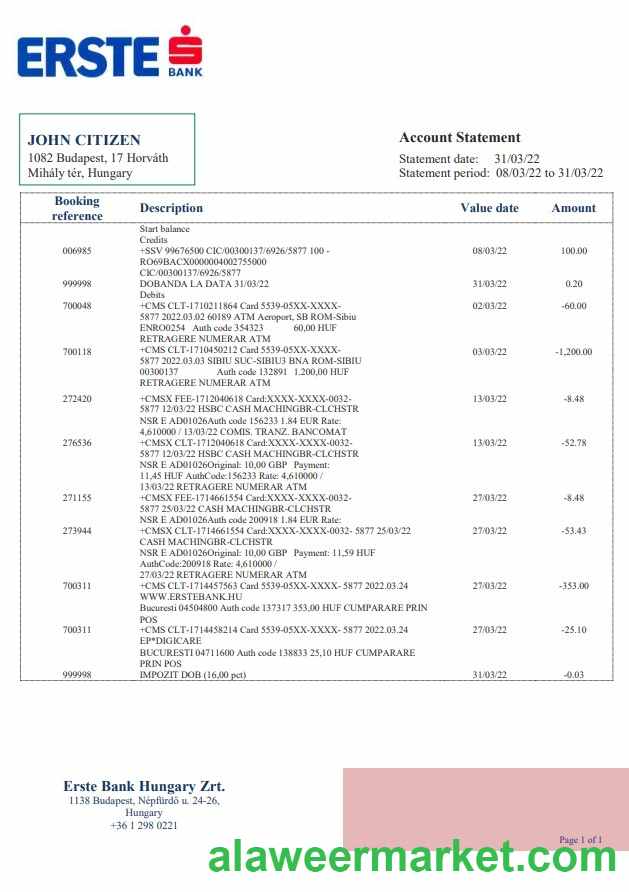 ERSTE
BANK
JOHN CITIZEN
1082 Budapest, 17 Horváth
Mihály tér, Hungary
Account Statement
Statement date: 31/03/22
Statement period: 08/03/22 to 31/03/22
Booking reference Description Value date Amount
Start balance
Credits
006985 +SSV 99676500 CIC/00300137/6926/5877 100 - 08/03/22 100.00
RO69BACX0000004002755000
CIC/00300137/6926/5877
999998 DOBANDA LA DATA 31/03/22 31/03/22 0.20
Debits
700048 +CMS CLT-1710211864 Card 5539-05XX-XXXX- 02/03/22 -60.00
5877 2022.03.02 60189 ATM Aeroport, SB ROM-Sibiu
ENRO0254 Auth code 354323 60,00 HUF
RETRAGERE NUMERAR ATM
700118 +CMS CLT-1710450212 Card 5539-05XX-XXXX- 03/03/22 -1,200.00
5877 2022.03.03 SIBIU SUC-SIBIU3 BNA ROM-SIBIU
00300137 Auth code 132891 1.200,00 HUF
RETRAGERE NUMERAR ATM
272420 +CMSX FEE-1712040618 Card:XXXX-XXXX-0032- 13/03/22 -8.48
5877 12/03/22 HSBC CASH MACHINGBR-CLCHSTR
NSR E AD01026Auth code 156233 1.84 EUR Rate:
4,610000 / 13/03/22 COMIS. TRANZ. BANCOMAT
276536 +CMSX CLT-1712040618 Card:XXXX-XXXX-0032- 13/03/22 -52.78
5877 12/03/22 HSBC CASH MACHINGBR-CLCHSTR
NSR E AD01026Original: 10,00 GBP Payment:
11,45 HUF AuthCode:156233 Rate: 4,610000 /
13/03/22 RETRAGERE NUMERAR ATM
271155 +CMSX FEE-1714661554 Card:XXXX-XXXX-0032- 27/03/22 -8.48
5877 25/03/22 CASH MACHINGBR-CLCHSTR
NSR E AD01026Auth code 200918 1.84 EUR Rate:
273944 +CMSX CLT-1714661554 Card:XXXX-XXXX-0032- 5877 25/03/22 27/03/22 -53.43
CASH MACHINGBR-CLCHSTR
NSR E AD01026Original: 10,00 GBP Payment: 11,59 HUF
AuthCode:200918 Rate: 4,610000 /
27/03/22 RETRAGERE NUMERAR ATM
700311 +CMS CLT-1714457563 Card 5539-05XX-XXXX- 5877 2022.03.24 27/03/22 -353.00
WWW.ERSTEBANK.HU
Bucuresti 04504800 Auth code 137317 353,00 HUF CUMPARARE PRIN
POS
700311 +CMS CLT-1714458214 Card 5539-05XX-XXXX- 5877 2022.03.24 27/03/22 -25.10
EP*DIGICARE
BUCURESTI 04711600 Auth code 138833 25,10 HUF CUMPARARE
PRIN POS
999998 IMPOZIT DOB (16,00 pct) 31/03/22 -0.03
Erste Bank Hungary Zrt.
1138 Budapest, Népfürdő u. 24-26,
Hungary
+36 1 298 0221
Page 1 of 1
alaweermarket.com